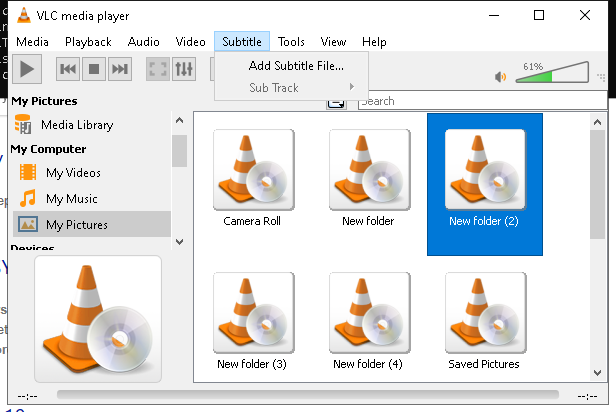 VLC media player
Media Playback Audio Video Subtitle Tools View Help
Add Subtitle File...
Sub Track
61%
Search
My Pictures
Media Library
My Computer
My Videos
My Music
My Pictures
Devices
Camera Roll
New folder
New folder (2)
New folder (3)
New folder (4)
Saved Pictures
--:--
--:--